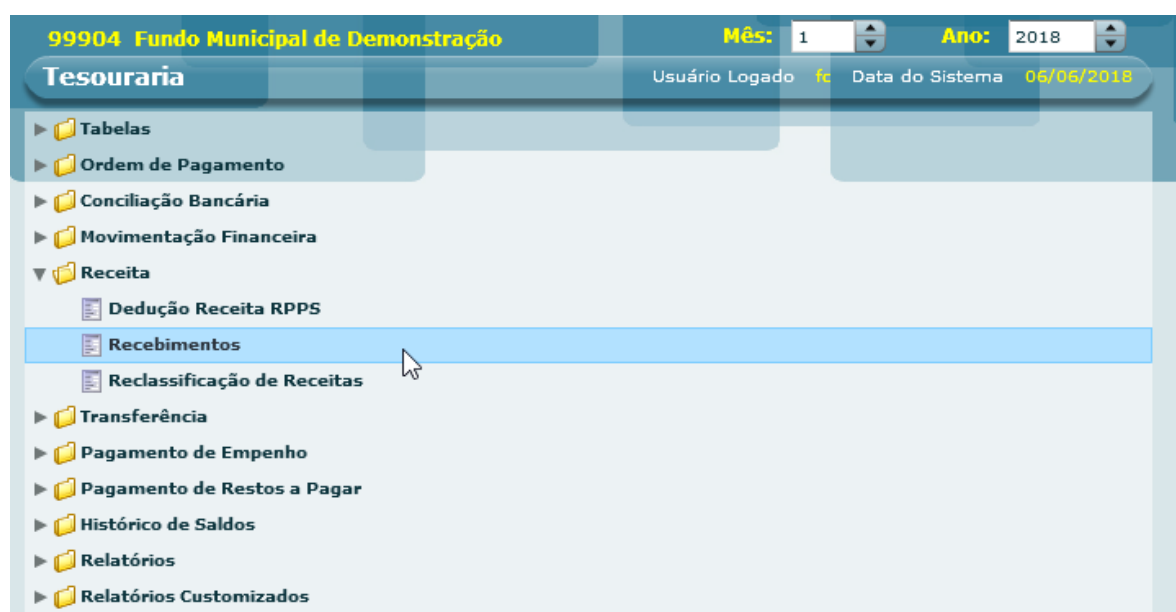 99904 Fundo Municipal de Demonstração Mês: 1 Ano: 2018
Tesouraria Usuário Logado fc Data do Sistema 06/06/2018
Tabelas
Ordem de Pagamento
Conciliação Bancária
Movimentação Financeira
Receita
Dedução Receita RPPS
Recebimentos
Reclassificação de Receitas
Transferência
Pagamento de Empenho
Pagamento de Restos a Pagar
Histórico de Saldos
Relatórios
Relatórios Customizados